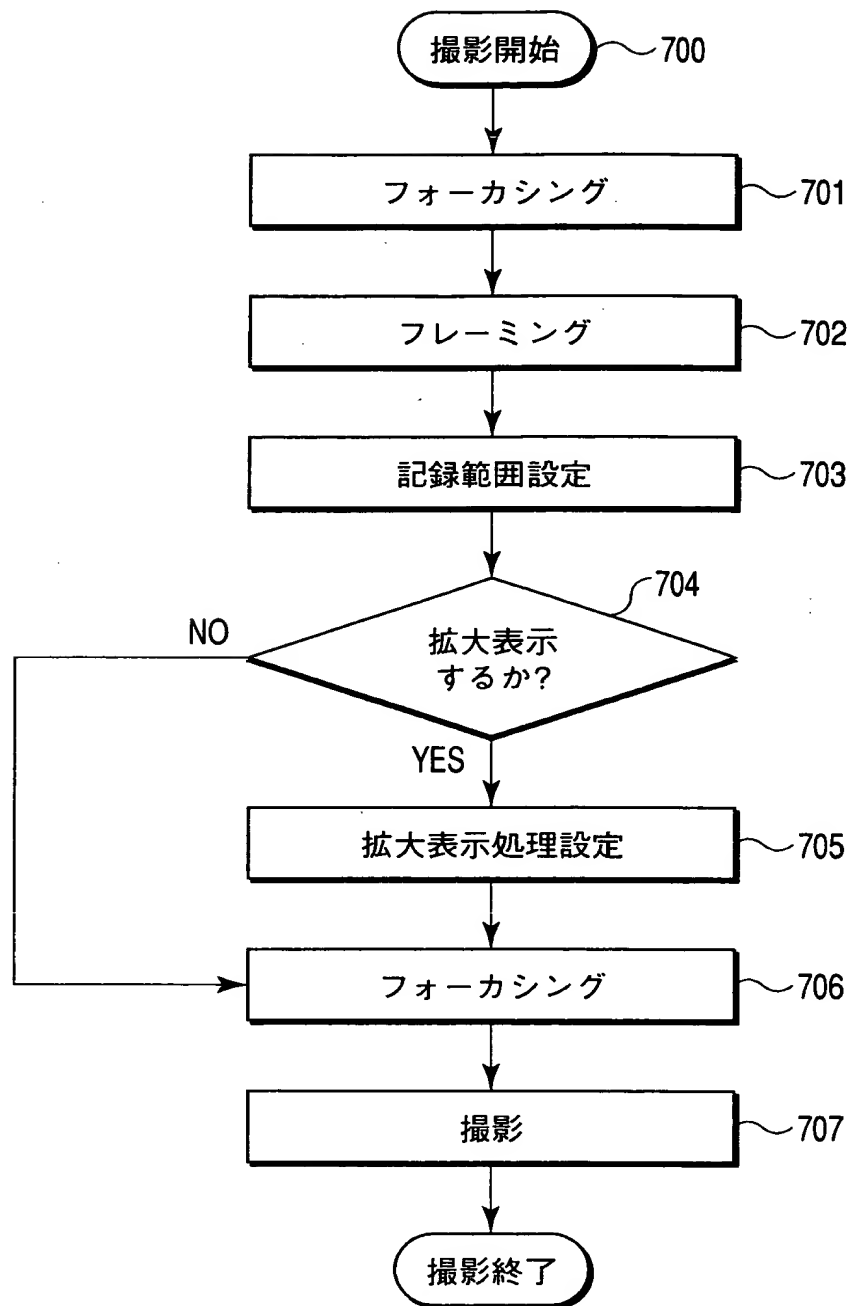 撮影開始
700
フォーカシング
701
フレーミング
702
記録範囲設定
703
704
拡大表示
するか?
NO
YES
拡大表示処理設定
705
フォーカシング
706
撮影
707
撮影終了